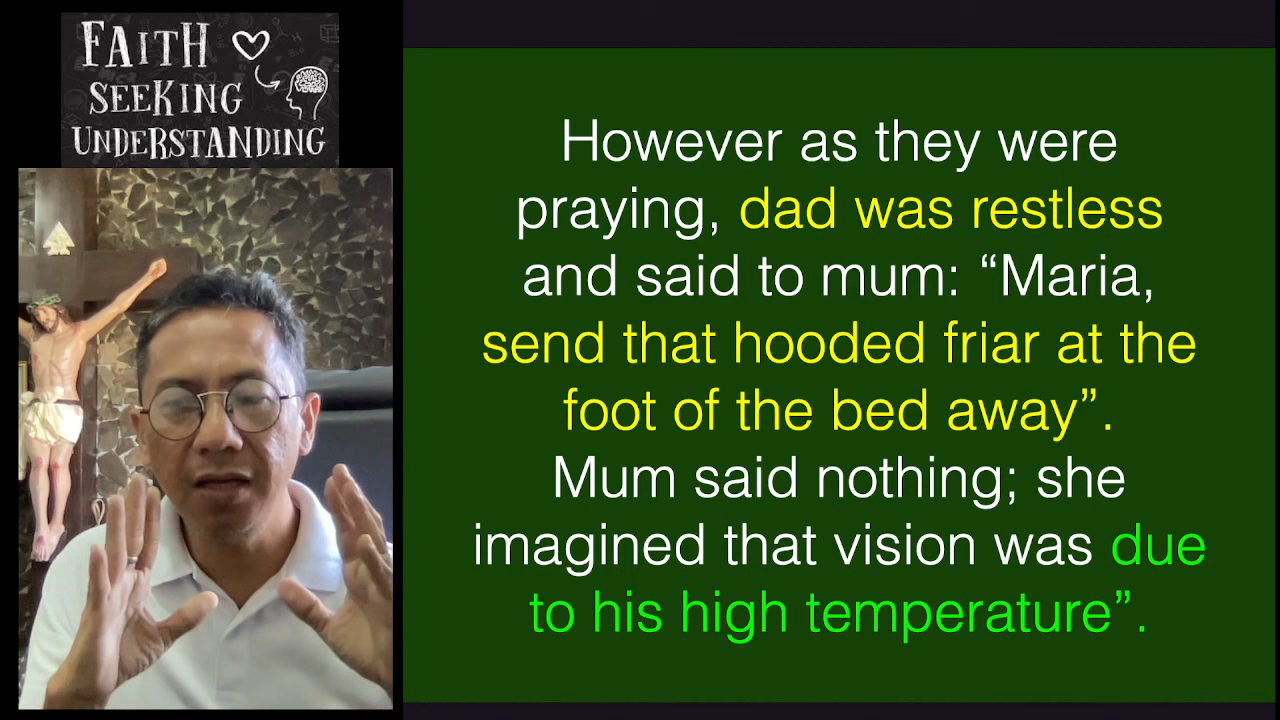 FAITH
SEEKING
UNDERSTANDING
However as they were
praying, dad was restless
and said to mum: “Maria,
send that hooded friar at the
foot of the bed away”.
Mum said nothing; she
imagined that vision was due
to his high temperature”.